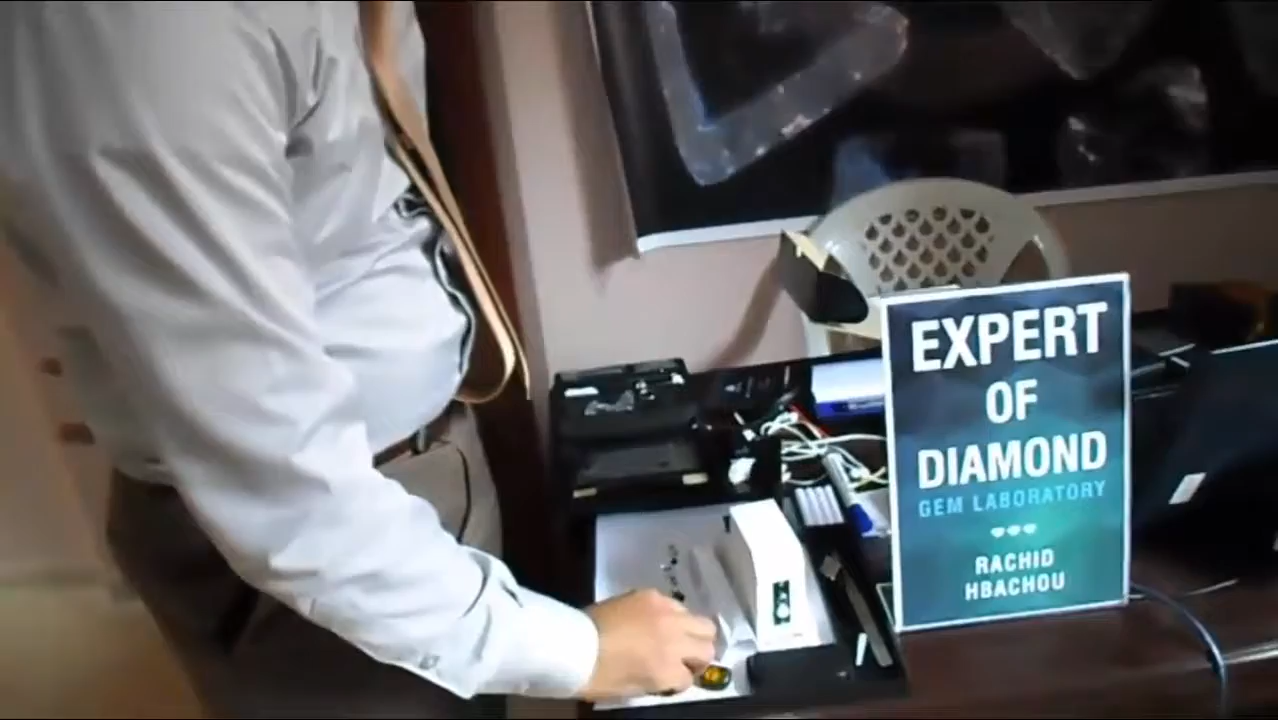 EXPERT
OF
DIAMOND
GEM LABORATORY
RACHID
HBACHOU